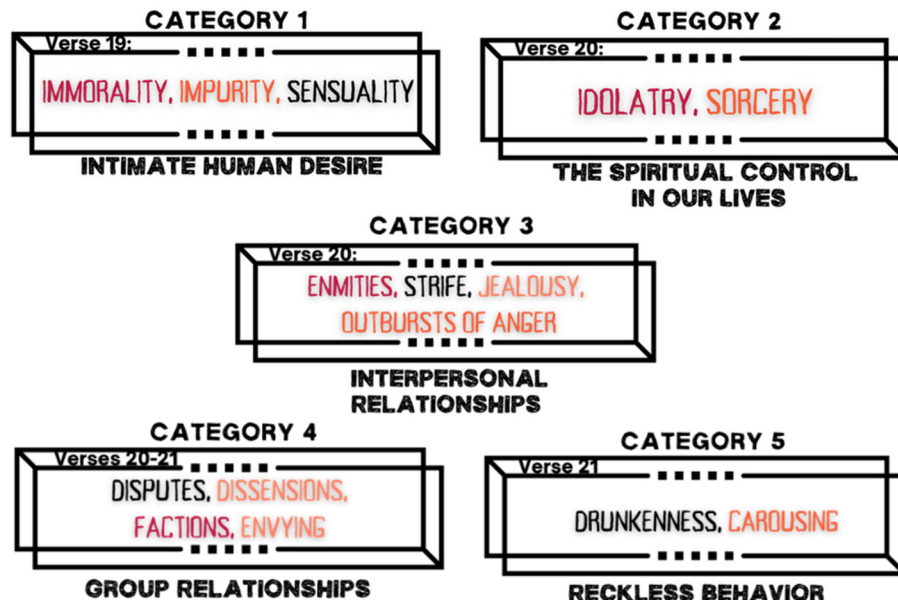 CATEGORY 1
Verse 19:
IMMORALITY, IMPURITY, SENSUALITY
INTIMATE HUMAN DESIRE
CATEGORY 2
Verse 20:
IDOLATRY, SORCERY
THE SPIRITUAL CONTROL
IN OUR LIVES
CATEGORY 3
Verse 20:
ENMITIES, STRIFE, JEALOUSY,
OUTBURSTS OF ANGER
INTERPERSONAL
RELATIONSHIPS
CATEGORY 4
Verses 20-21
DISPUTES, DISSENSIONS,
FACTIONS, ENVYING
GROUP RELATIONSHIPS
CATEGORY 5
Verse 21
DRUNKENNESS, CAROUSING
RECKLESS BEHAVIOR